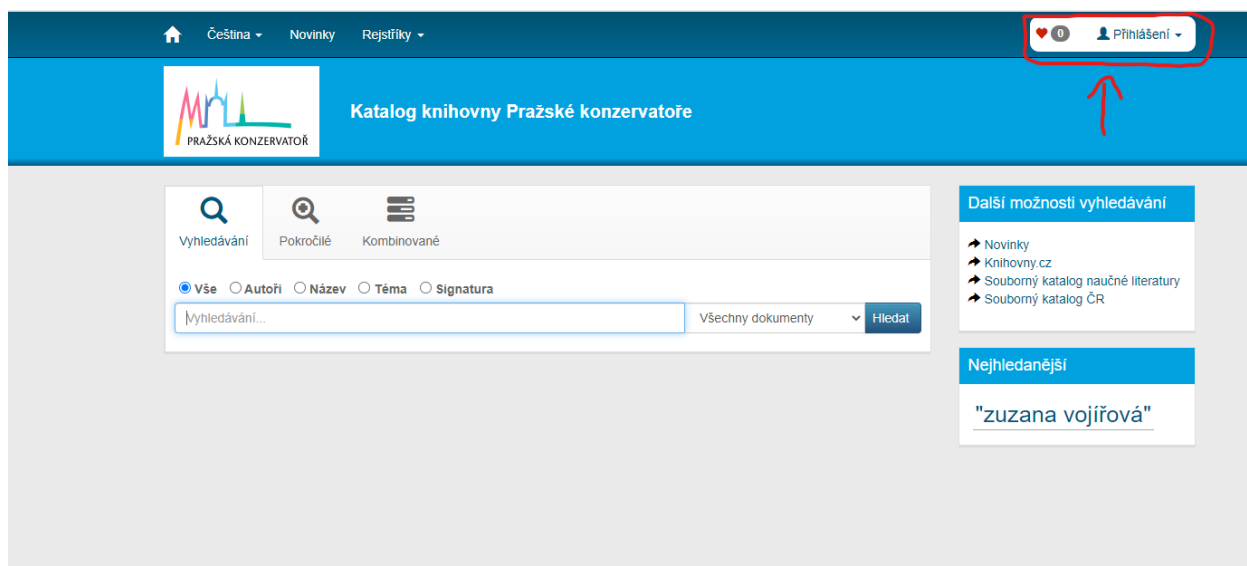 Čeština
Novinky
Rejstříky
0
Přihlášení
PRAŽSKÁ KONZERVATOŘ
Katalog knihovny Pražské konzervatoře
Vyhledávání
Pokročilé
Kombinované
Vše Autoři Název Téma Signatura
Vyhledávání...
Všechny dokumenty
Hledat
Další možnosti vyhledávání
Novinky
Knihovny.cz
Souborný katalog naučné literatury
Souborný katalog ČR
Nejhledanější
"zuzana vojířová"